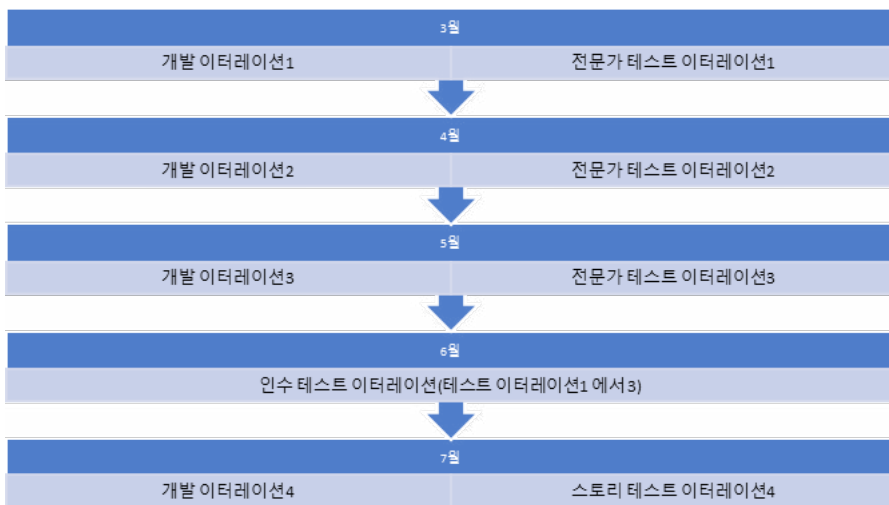 3월
개발 이터레이션1 전문가 테스트 이터레이션1
4월
개발 이터레이션2 전문가 테스트 이터레이션2
5월
개발 이터레이션3 전문가 테스트 이터레이션3
6월
인수 테스트 이터레이션(테스트 이터레이션1 에서3)
7월
개발 이터레이션4 스토리 테스트 이터레이션4